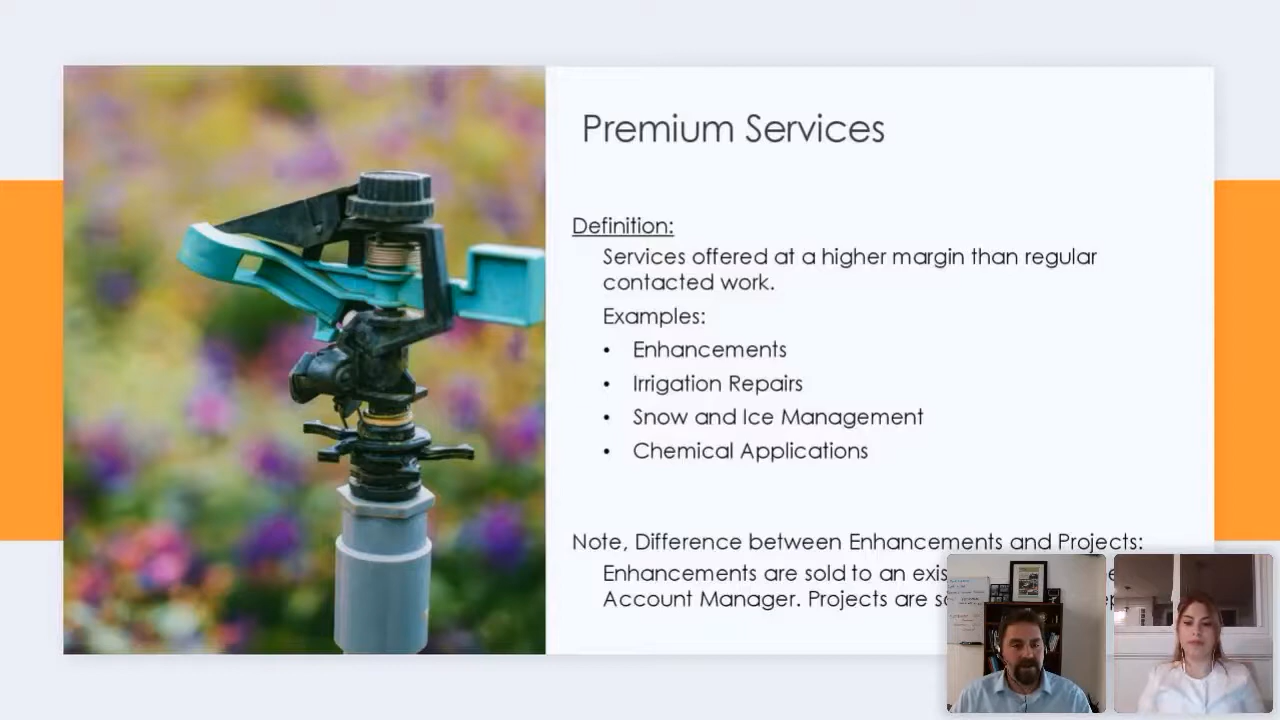 Premium Services
Definition:
Services offered at a higher margin than regular
contacted work.
Examples:
• Enhancements
• Irrigation Repairs
• Snow and Ice Management
• Chemical Applications
Note, Difference between Enhancements and Projects:
Enhancements are sold to an
Account Manager. Projects are